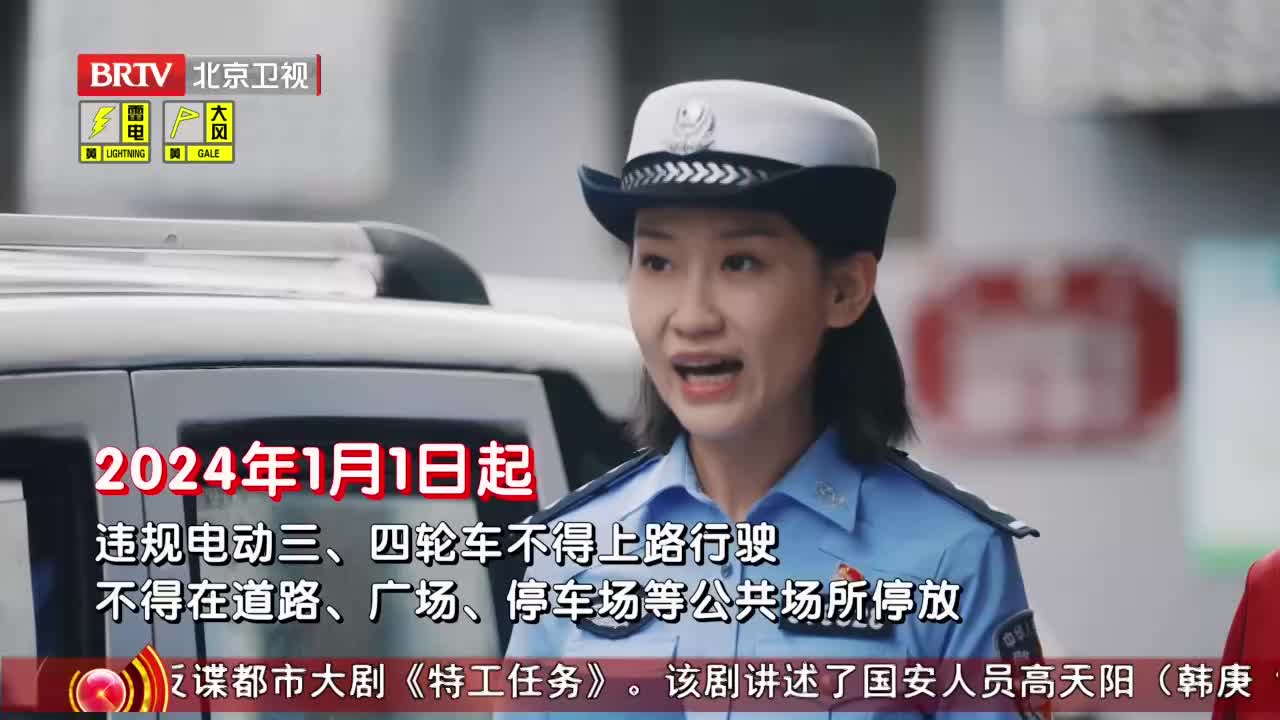 BRTV 北京卫视
雷电 大风
黄 LIGHTNING 黄 GALE
2024年1月1日起
违规电动三、四轮车不得上路行驶
不得在道路、广场、停车场等公共场所停放
反谍都市大剧《特工任务》。该剧讲述了国安人员高天阳（韩庚